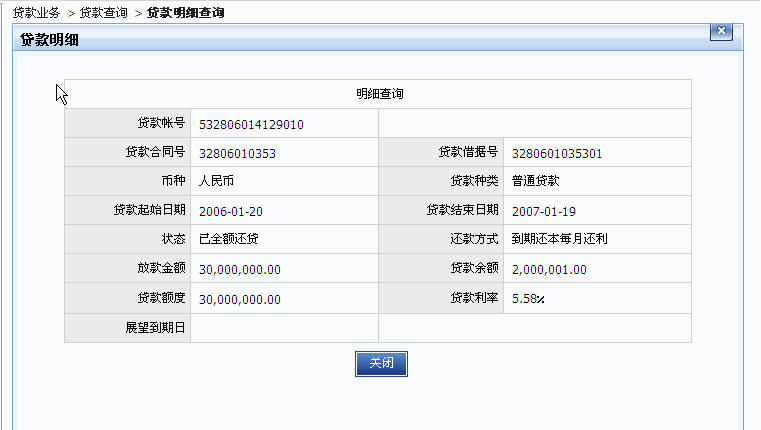 贷款业务 > 贷款查询 > 贷款明细查询
贷款明细
明细查询
贷款帐号 532806014129010
贷款合同号 32806010353 贷款借据号 3280601035301
币种 人民币 贷款种类 普通贷款
贷款起始日期 2006-01-20 贷款结束日期 2007-01-19
状态 已全额还贷 还款方式 到期还本每月还利
放款金额 30,000,000.00 贷款余额 2,000,001.00
贷款额度 30,000,000.00 贷款利率 5.58%
展望到期日
关闭